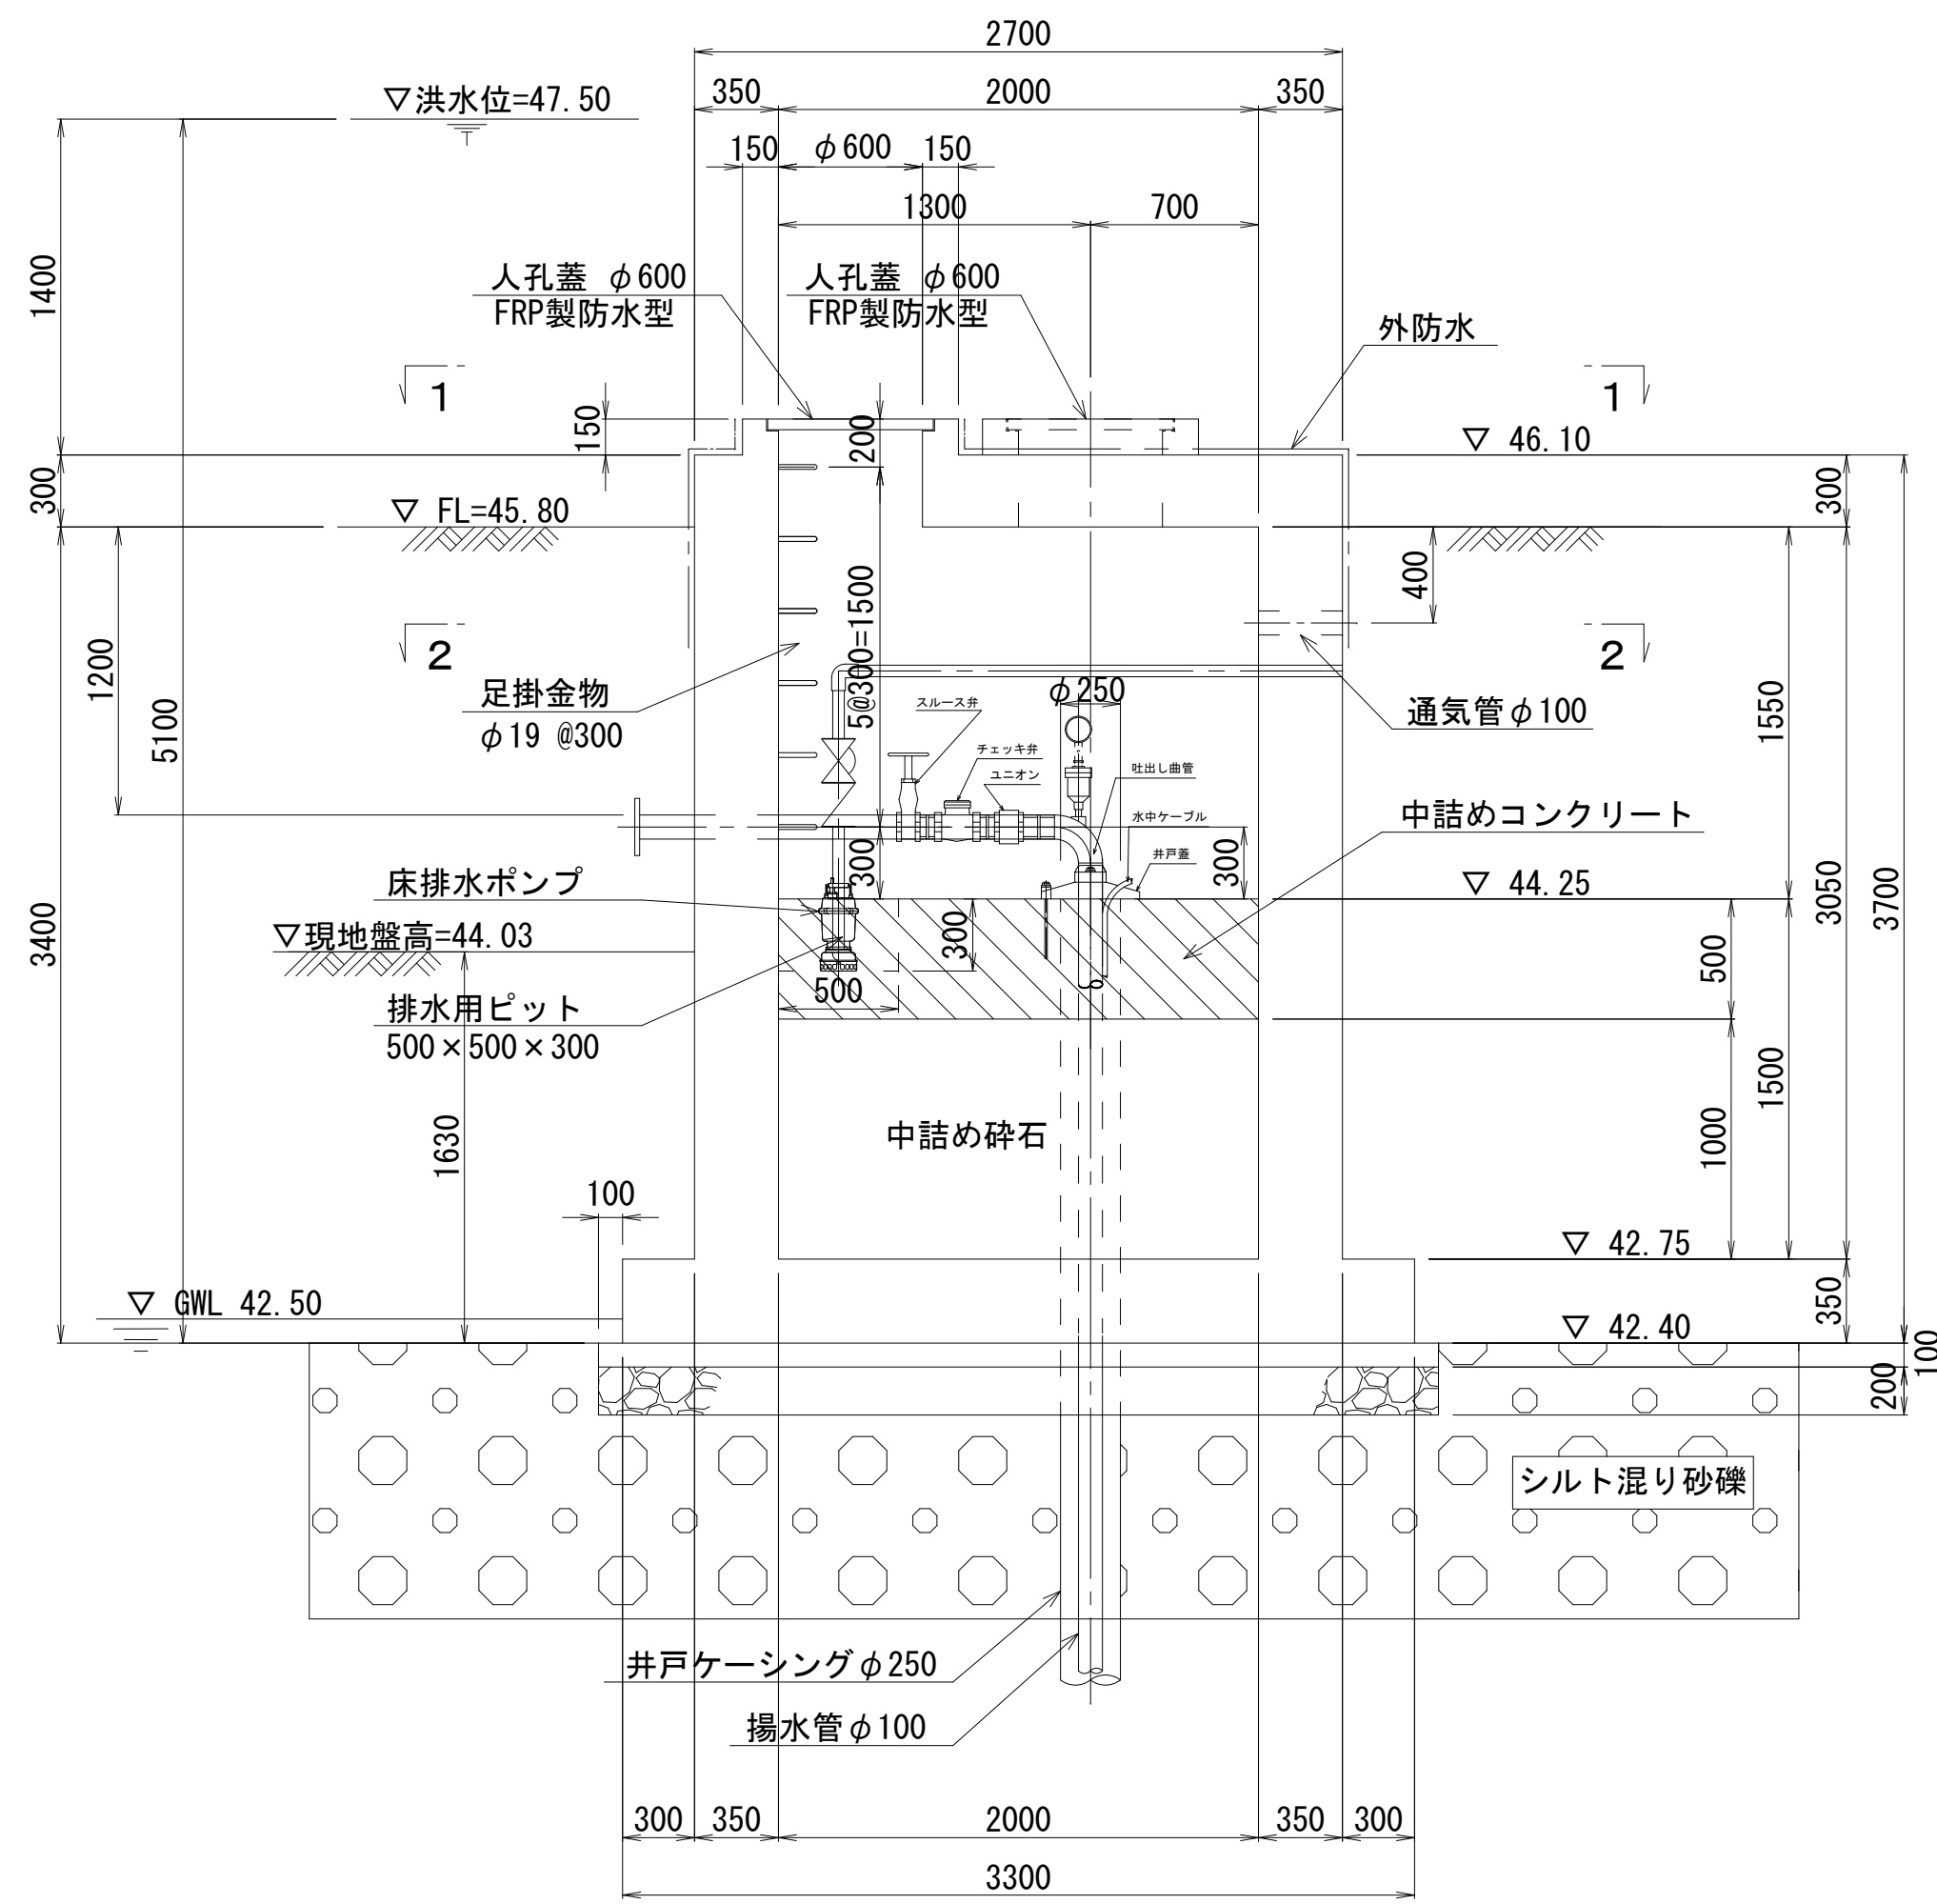 2700
▽洪水位=47.50
350
2000
350
150
φ600
150
1300
700
1400
人孔蓋 φ600
FRP製防水型
人孔蓋 φ600
FRP製防水型
外防水
1
1
150
200
▽ 46.10
300
▽ FL=45.80
300
400
5@300=1500
1200
2
2
足掛金物
φ19 @300
φ250
スルース弁
通気管φ100
1550
5100
チェッキ弁
ユニオン
吐出し曲管
水中ケーブル
中詰めコンクリート
井戸蓋
300
300
床排水ポンプ
▽ 44.25
3050
3700
3400
▽現地盤高=44.03
300
500
排水用ピット
500×500×300
500
1630
中詰め砕石
1000
1500
100
▽ 42.75
▽ GWL 42.50
350
▽ 42.40
100
200
シルト混り砂礫
井戸ケーシングφ250
揚水管φ100
300
350
2000
350
300
3300